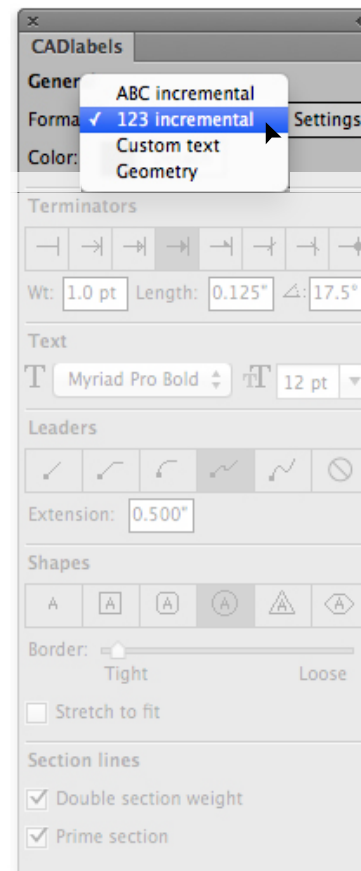 CADlabels
Gener
ABC incremental
Forma ✓ 123 incremental Settings
Custom text
Color:
Geometry
Terminators
Wt: 1.0 pt Length: 0.125" ∠: 17.5°
Text
T Myriad Pro Bold TT 12 pt
Leaders
Extension: 0.500"
Shapes
A A A A A A
Border:
Tight Loose
Stretch to fit
Section lines
Double section weight
Prime section